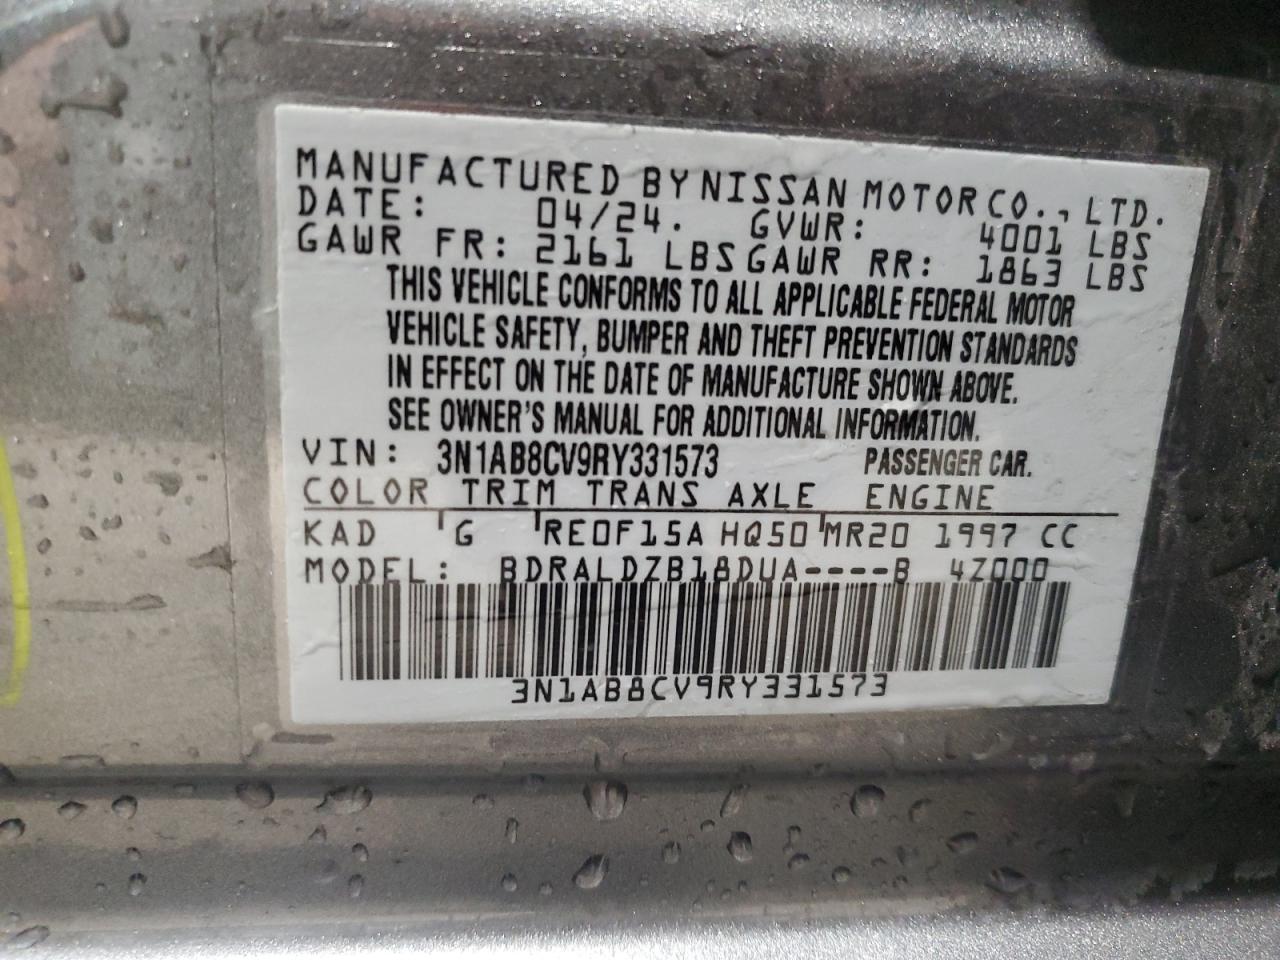 MANUFACTURED BY NISSAN MOTOR CO., LTD.
DATE: 04/24. GVWR: 4001 LBS
GAWR FR: 2161 LBS GAWR RR: 1863 LBS
THIS VEHICLE CONFORMS TO ALL APPLICABLE FEDERAL MOTOR
VEHICLE SAFETY, BUMPER AND THEFT PREVENTION STANDARDS
IN EFFECT ON THE DATE OF MANUFACTURE SHOWN ABOVE.
SEE OWNER'S MANUAL FOR ADDITIONAL INFORMATION.
VIN: 3N1AB8CV9RY331573 PASSENGER CAR.
COLOR TRIM TRANS AXLE ENGINE
KAD G RE0F15A HQ50 MR20 1997 CC
MODEL: BDRALDZB18DUA----B 4Z000
3N1AB8CV9RY331573